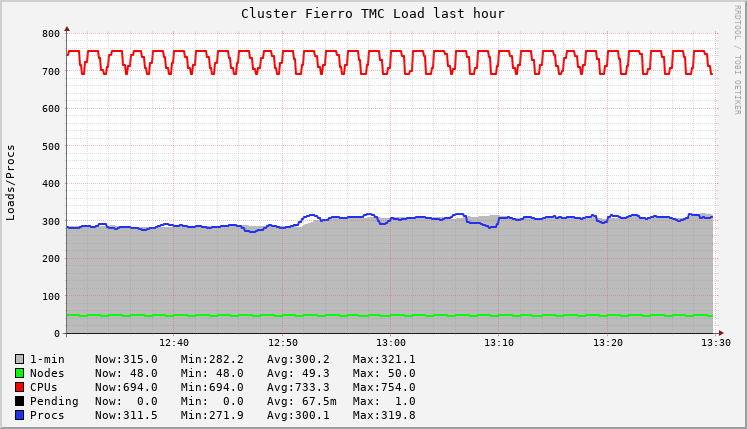 Cluster Fierro TMC Load last hour
RRDTOOL / TOBI OETIKER
Loads/Procs
800
700
600
500
400
300
200
100
0
12:40 12:50 13:00 13:10 13:20 13:30
1-min Now:315.0 Min:282.2 Avg:300.2 Max:321.1
Nodes Now: 48.0 Min: 48.0 Avg: 49.3 Max: 50.0
CPUs Now:694.0 Min:694.0 Avg:733.3 Max:754.0
Pending Now: 0.0 Min: 0.0 Avg: 67.5m Max: 1.0
Procs Now:311.5 Min:271.9 Avg:300.1 Max:319.8